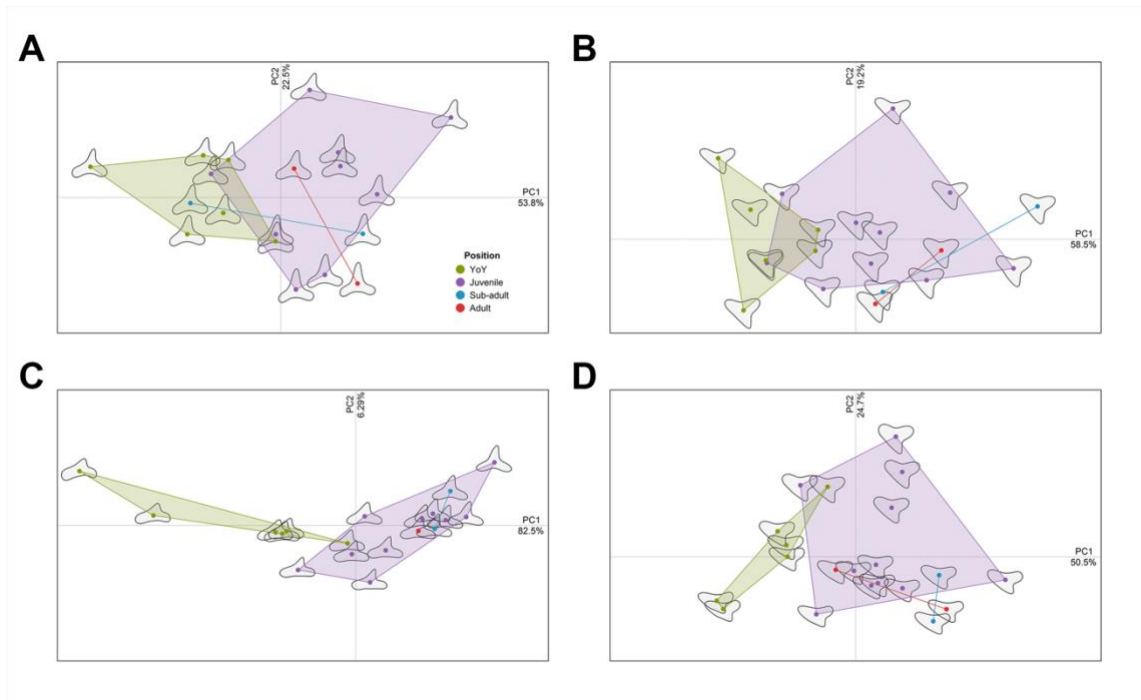 A
PC2
22.5%
PC1
53.8%
Position
YoY
Juvenile
Sub-adult
Adult
B
PC2
19.2%
PC1
58.5%
C
PC2
6.29%
PC1
82.5%
D
PC2
24.7%
PC1
50.5%